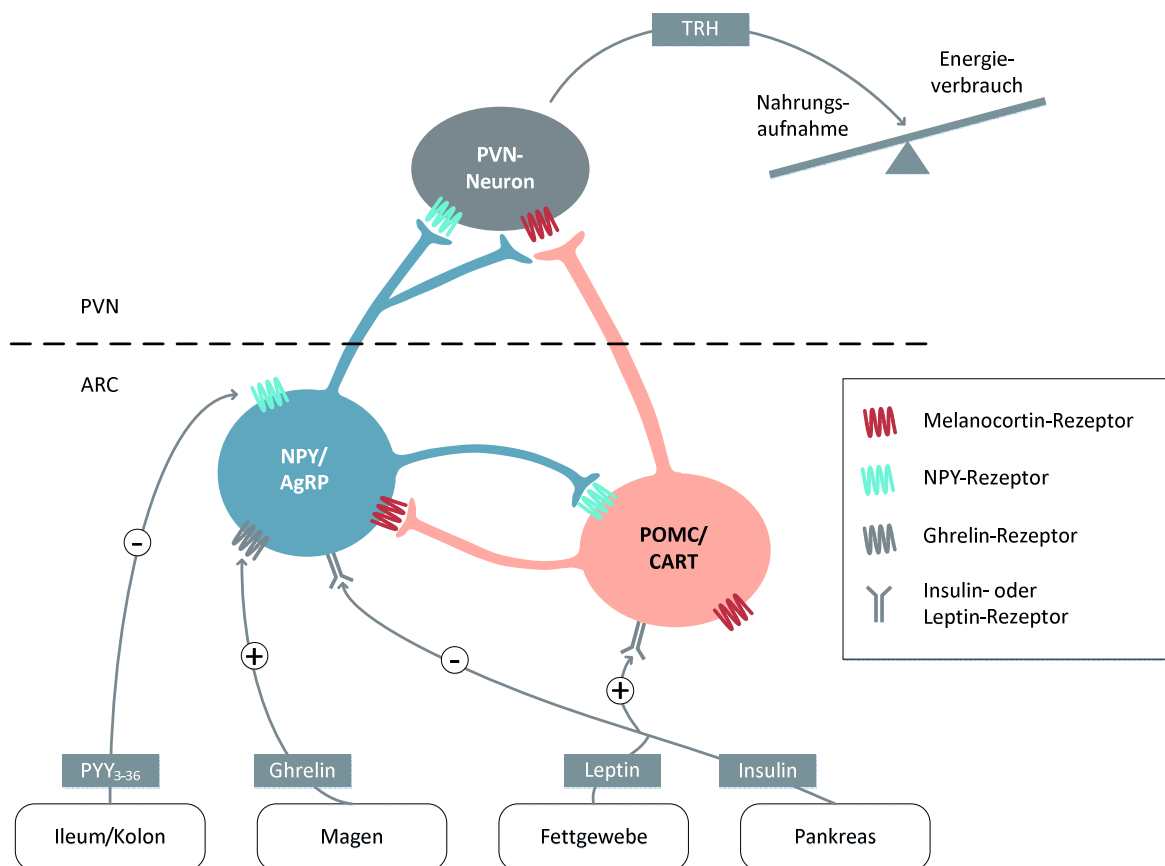 TRH
Energie-
verbrauch
Nahrungs-
aufnahme
PVN-
Neuron
PVN
ARC
NPY/
AgRP
POMC/
CART
Melanocortin-Rezeptor
NPY-Rezeptor
Ghrelin-Rezeptor
Insulin- oder
Leptin-Rezeptor
-
+
-
+
PYY3-36
Ghrelin
Leptin
Insulin
Ileum/Kolon
Magen
Fettgewebe
Pankreas